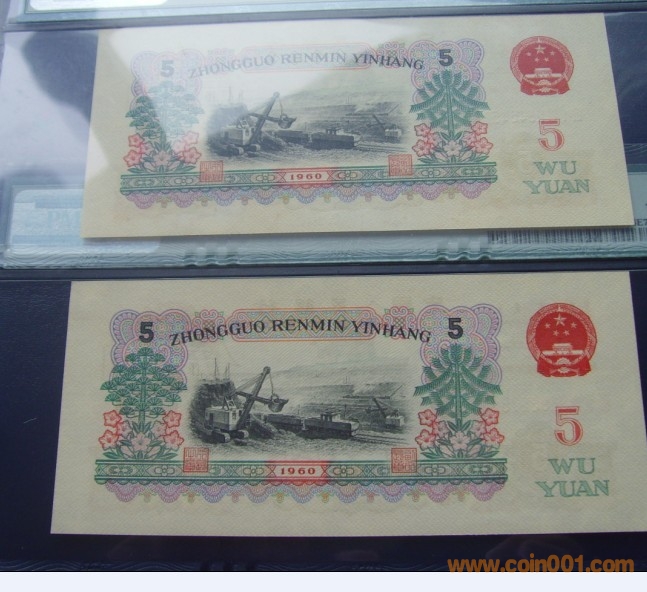 5 ZHONGGUO RENMIN YINHANG 5
5
WU
YUAN
1960
5 ZHONGGUO RENMIN YINHANG 5
5
WU
YUAN
1960
www.coin001.com